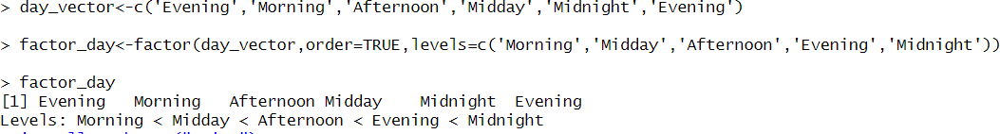 > day_vector<-c('Evening','Morning','Afternoon','Midday','Midnight','Evening')
> factor_day<-factor(day_vector,order=TRUE,levels=c('Morning','Midday','Afternoon','Evening','Midnight'))
> factor_day
[1] Evening   Morning   Afternoon Midday    Midnight  Evening
Levels: Morning < Midday < Afternoon < Evening < Midnight